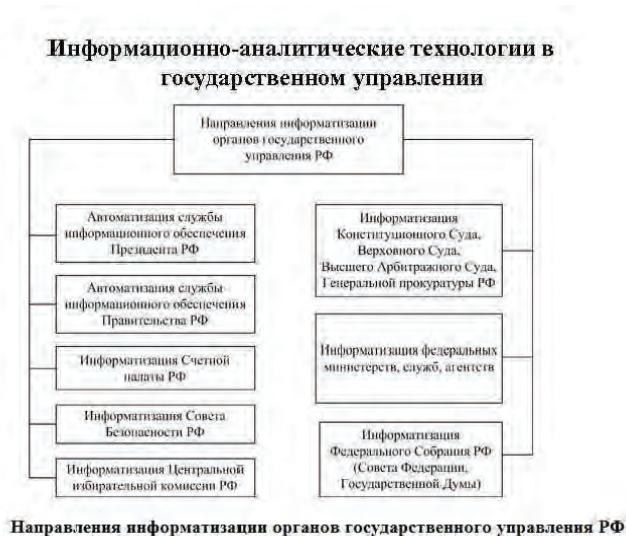 Информационно-аналитические технологии в
государственном управлении
Направления информатизации
органов государственного
управления РФ
Автоматизация службы
информационного обеспечения
Президента РФ
Автоматизация службы
информационного обеспечения
Правительства РФ
Информатизация Счетной
палаты РФ
Информатизация Совета
Безопасности РФ
Информатизация Центральной
избирательной комиссии РФ
Информатизация
Конституционного Суда,
Верховного Суда,
Высшего Арбитражного Суда,
Генеральной прокуратуры РФ
Информатизация федеральных
министерств, служб, агентств
Информатизация
Федерального Собрания РФ
(Совета Федерации,
Государственной Думы)
Направления информатизации органов государственного управления РФ